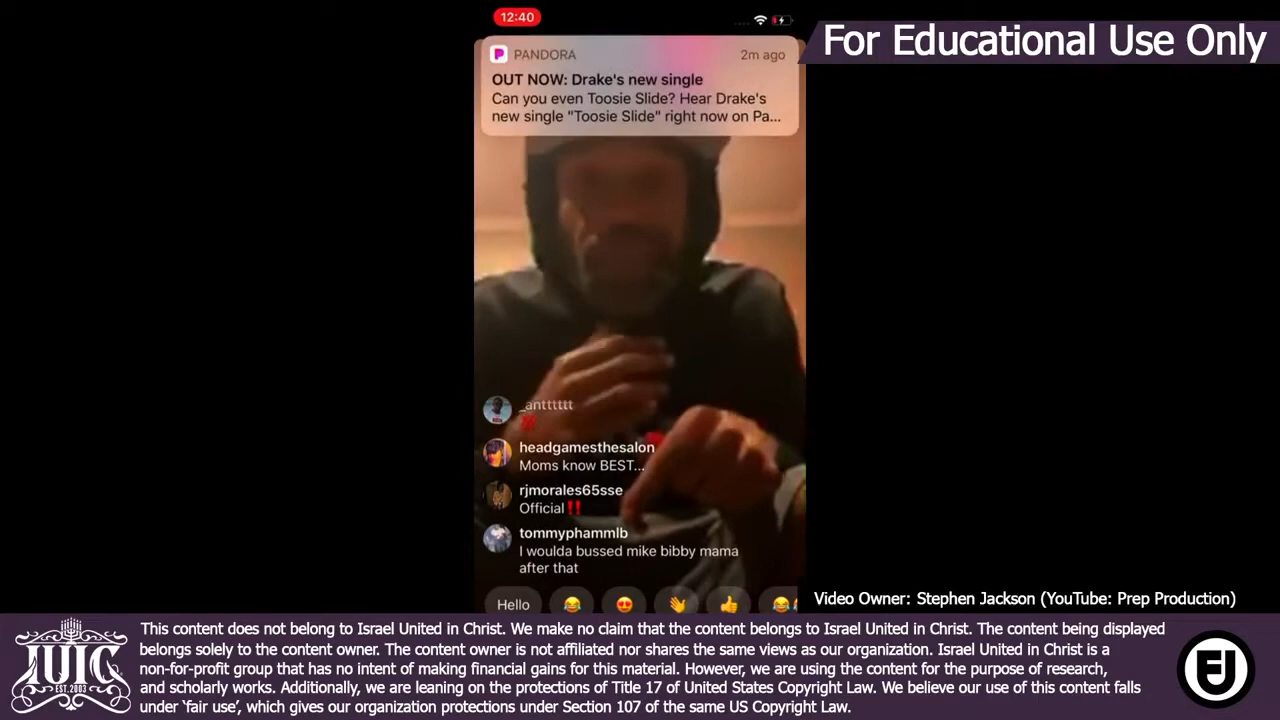 12:40
For Educational Use Only
PANDORA 2m ago
OUT NOW: Drake's new single
Can you even Toosie Slide? Hear Drake's
new single "Toosie Slide" right now on Pa...
_antttttt
💯
headgamesthesalon
Moms know BEST...
rjmorales65sse
Official‼️
tommyphammlb
I woulda bussed mike bibby mama
after that
Hello 😂 😍 👋 👍 😂
Video Owner: Stephen Jackson (YouTube: Prep Production)
This content does not belong to Israel United in Christ. We make no claim that the content belongs to Israel United in Christ. The content being displayed
belongs solely to the content owner. The content owner is not affiliated nor shares the same views as our organization. Israel United in Christ is a
non-for-profit group that has no intent of making financial gains for this material. However, we are using the content for the purpose of research,
and scholarly works. Additionally, we are leaning on the protections of Title 17 of United States Copyright Law. We believe our use of this content falls
under 'fair use', which gives our organization protections under Section 107 of the same US Copyright Law.
IUIC
EST. 2003